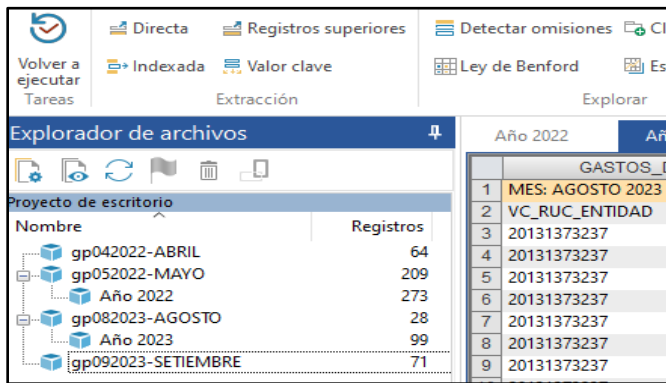 Directa
Registros superiores
Detectar omisiones
Cl
Volver a
ejecutar
Indexada
Valor clave
Ley de Benford
Es
Tareas
Extracción
Explorar
Explorador de archivos
Año 2022
Añ
Proyecto de escritorio
Nombre Registros
gp042022-ABRIL 64
gp052022-MAYO 209
Año 2022 273
gp082023-AGOSTO 28
Año 2023 99
gp092023-SETIEMBRE 71
GASTOS_D
1 MES: AGOSTO 2023
2 VC_RUC_ENTIDAD
3 20131373237
4 20131373237
5 20131373237
6 20131373237
7 20131373237
8 20131373237
9 20131373237